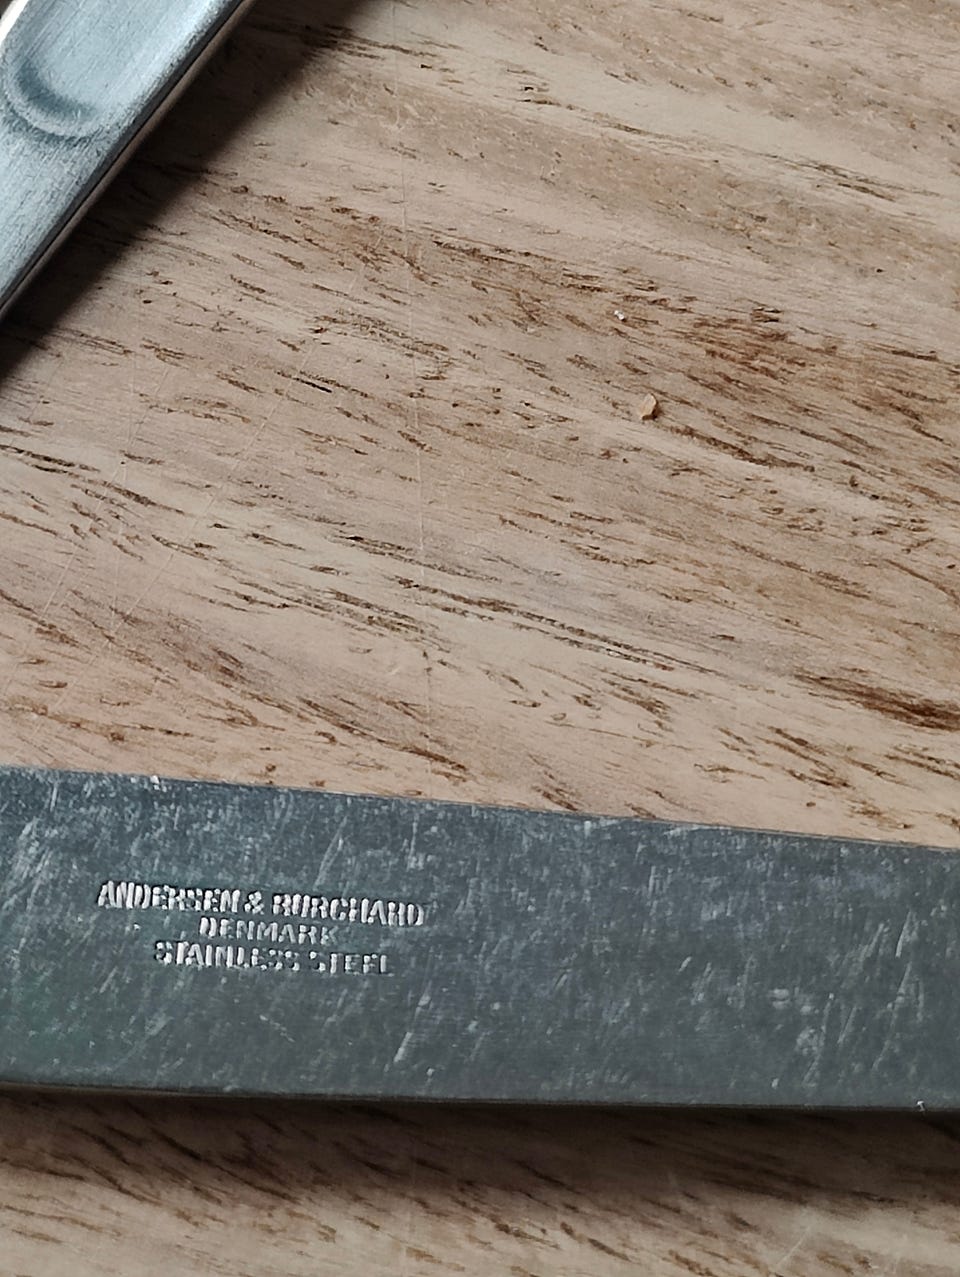 ANDERSEN & BURCHARD
DENMARK
STAINLESS STEEL